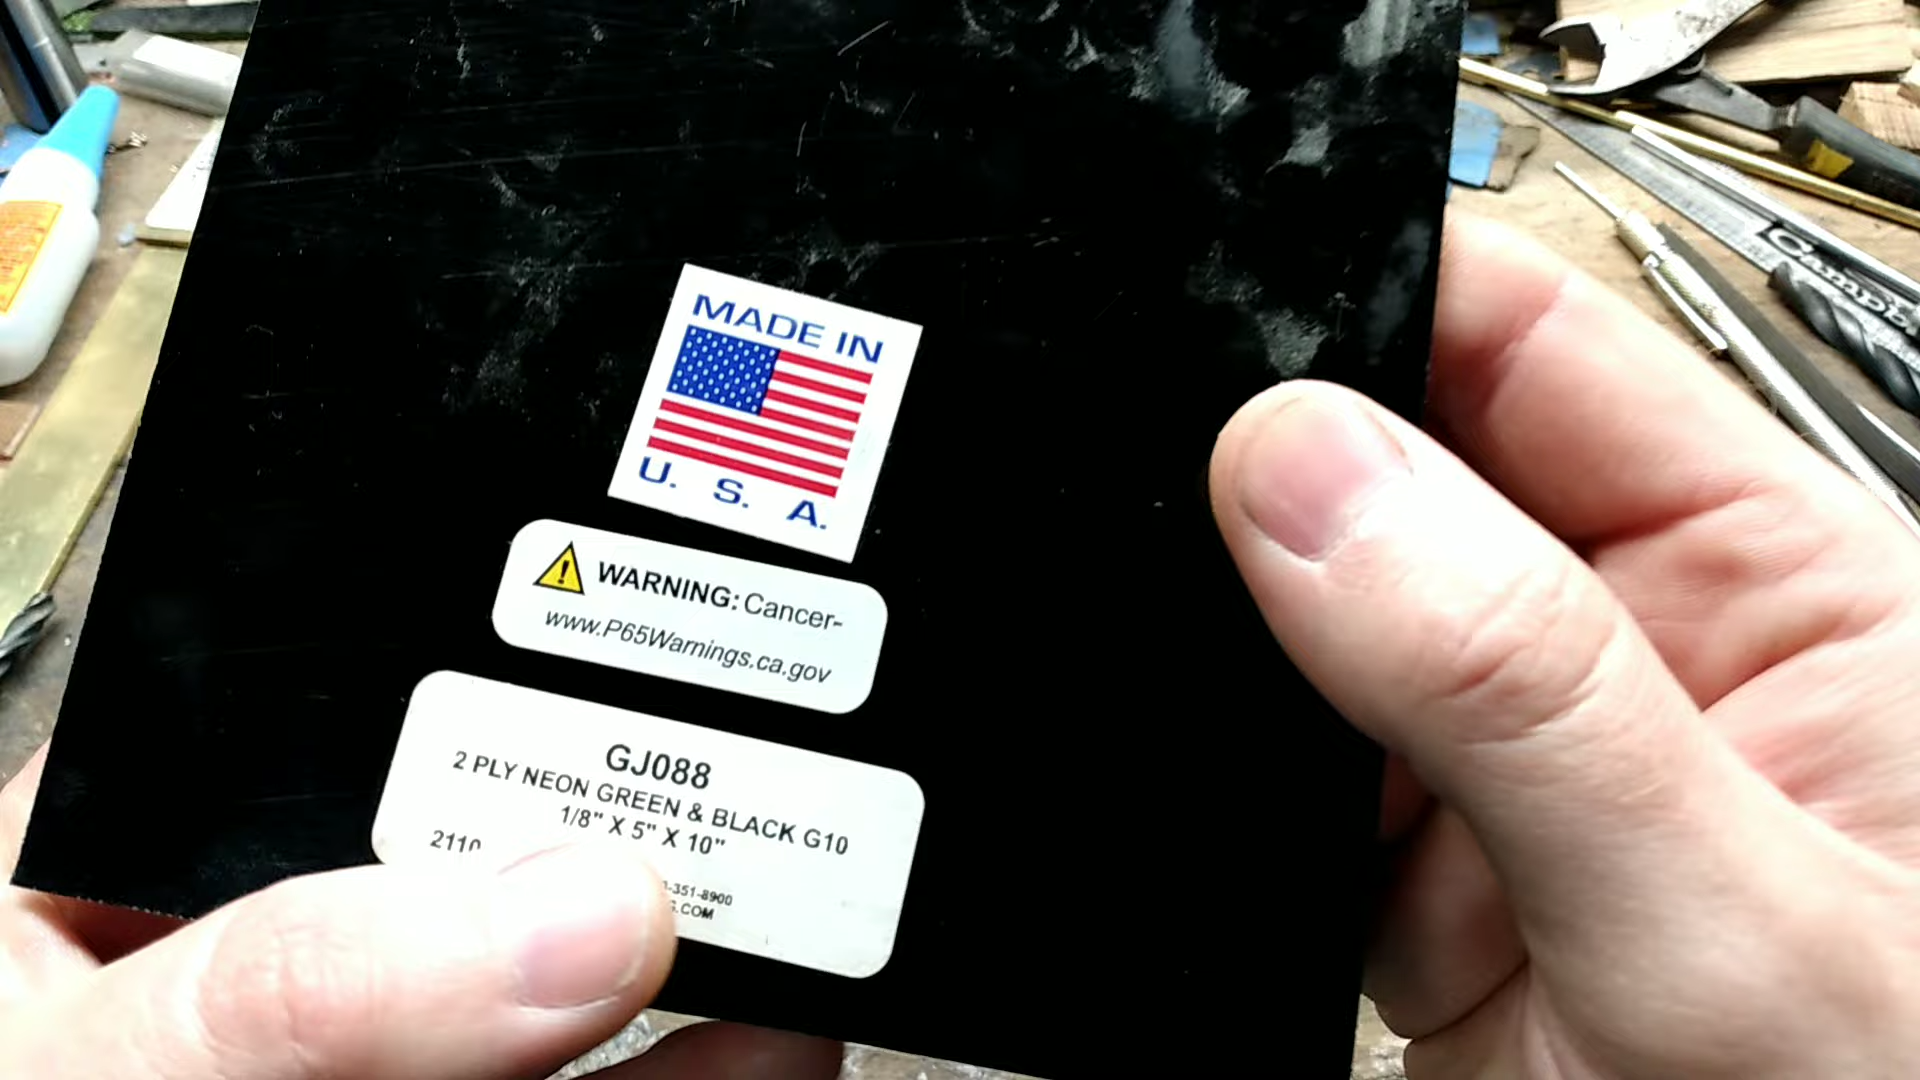 MADE IN
U. S. A.
WARNING: Cancer-
www.P65Warnings.ca.gov
GJ088
2 PLY NEON GREEN & BLACK G10
1/8" X 5" X 10"
2110
-351-8900
.COM